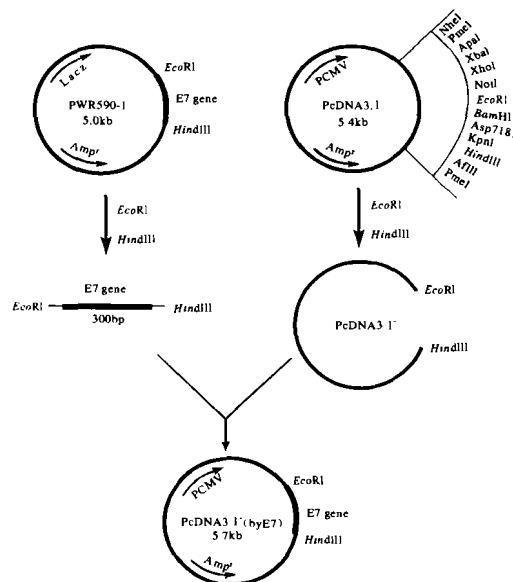 Lacz
EcoRI
PWR590-1
5.0kb
E7 gene
HindIII
Ampr
PCMV
PcDNA3.1
5.4kb
Ampr
NheI
PmeI
ApaI
XbaI
XhoI
NotI
EcoRI
BamHI
Asp718
KpnI
HindIII
AflII
PmeI
EcoRI
HindIII
EcoRI
HindIII
E7 gene
EcoRI
HindIII
300bp
EcoRI
PcDNA3 1-
HindIII
PCMV
EcoRI
PcDNA3 1-(byE7)
5.7kb
E7 gene
HindIII
Ampr